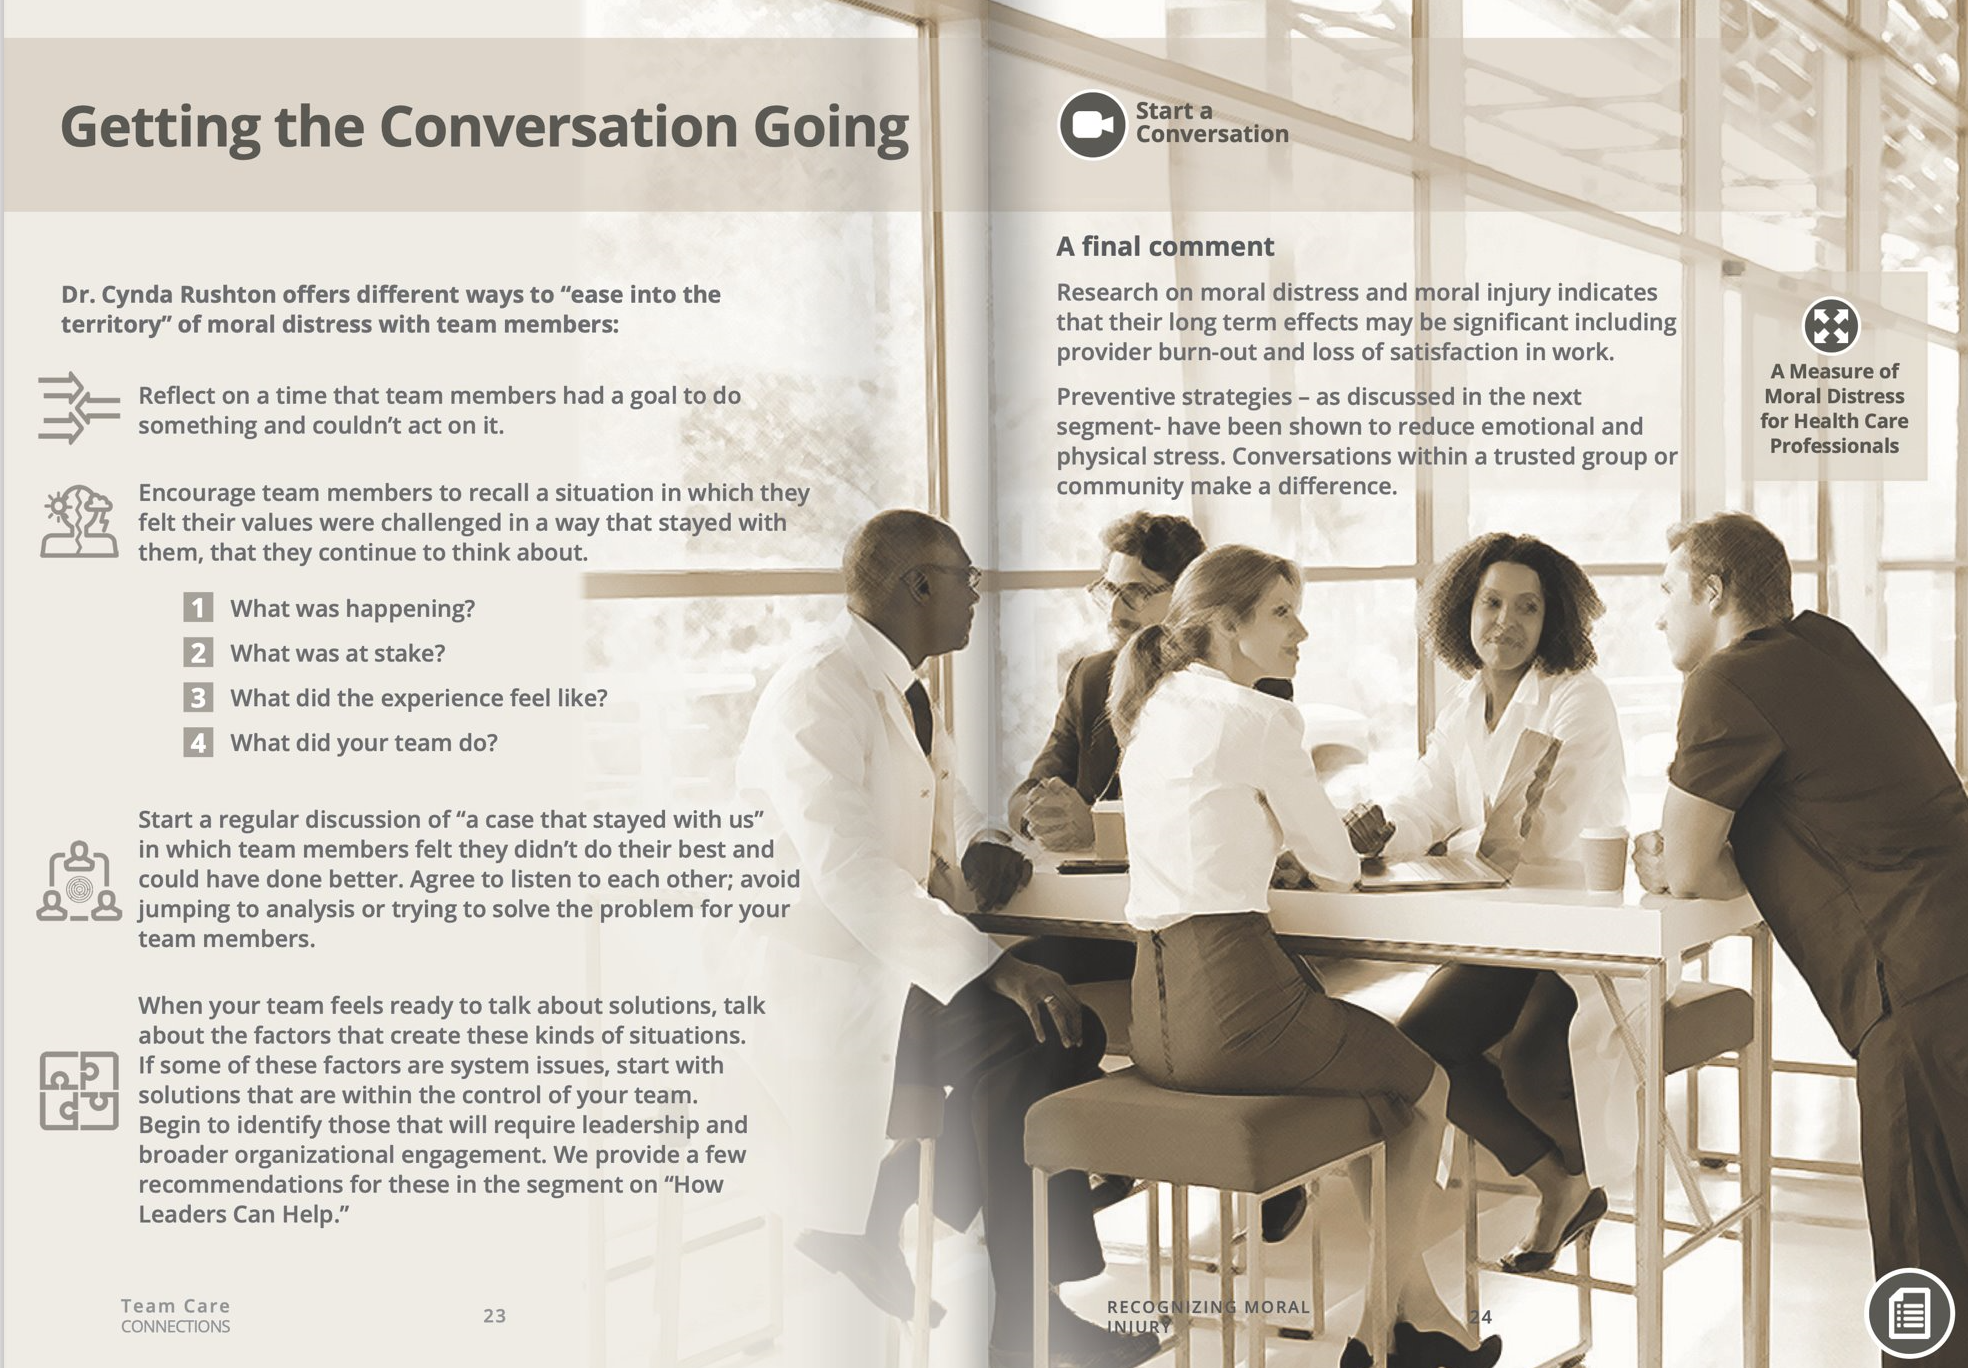 Getting the Conversation Going
Dr. Cynda Rushton offers different ways to “ease into the
territory” of moral distress with team members:
Reflect on a time that team members had a goal to do
something and couldn’t act on it.
Encourage team members to recall a situation in which they
felt their values were challenged in a way that stayed with
them, that they continue to think about.
1 What was happening?
2 What was at stake?
3 What did the experience feel like?
4 What did your team do?
Start a regular discussion of “a case that stayed with us”
in which team members felt they didn’t do their best and
could have done better. Agree to listen to each other; avoid
jumping to analysis or trying to solve the problem for your
team members.
When your team feels ready to talk about solutions, talk
about the factors that create these kinds of situations.
If some of these factors are system issues, start with
solutions that are within the control of your team.
Begin to identify those that will require leadership and
broader organizational engagement. We provide a few
recommendations for these in the segment on “How
Leaders Can Help.”
Team Care
CONNECTIONS
23
Start a
Conversation
A final comment
Research on moral distress and moral injury indicates
that their long term effects may be significant including
provider burn-out and loss of satisfaction in work.
Preventive strategies – as discussed in the next
segment- have been shown to reduce emotional and
physical stress. Conversations within a trusted group or
community make a difference.
A Measure of
Moral Distress
for Health Care
Professionals
RECOGNIZING MORAL
INJURY
24